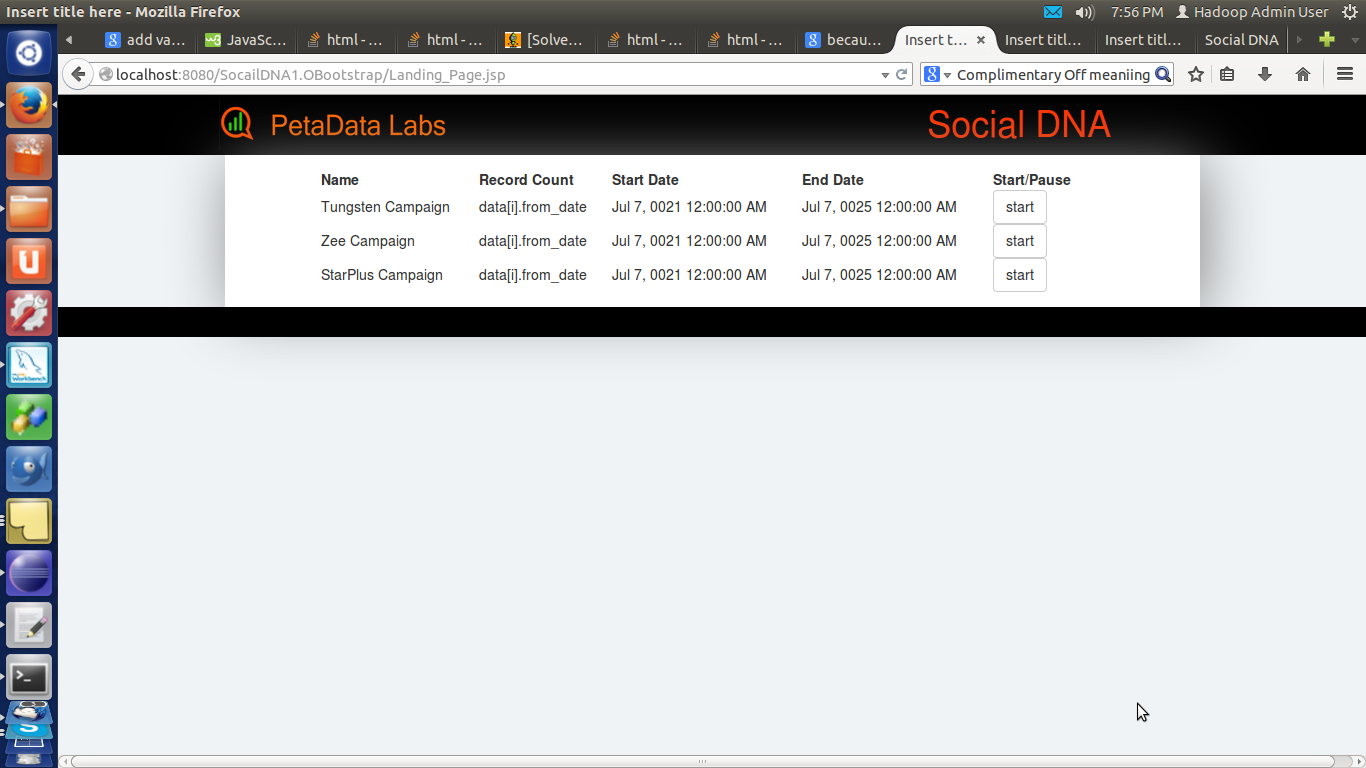 Insert title here - Mozilla Firefox
7:56 PM Hadoop Admin User
add va... JavaSc... html - ... html - ... [Solve... html - ... html - ... becau... Insert t... Insert titl... Insert titl... Social DNA
localhost:8080/SocailDNA1.OBootstrap/Landing_Page.jsp
Complimentary Off meaniing
PetaData Labs
Social DNA
Name Record Count Start Date End Date Start/Pause
Tungsten Campaign data[i].from_date Jul 7, 0021 12:00:00 AM Jul 7, 0025 12:00:00 AM start
Zee Campaign data[i].from_date Jul 7, 0021 12:00:00 AM Jul 7, 0025 12:00:00 AM start
StarPlus Campaign data[i].from_date Jul 7, 0021 12:00:00 AM Jul 7, 0025 12:00:00 AM start